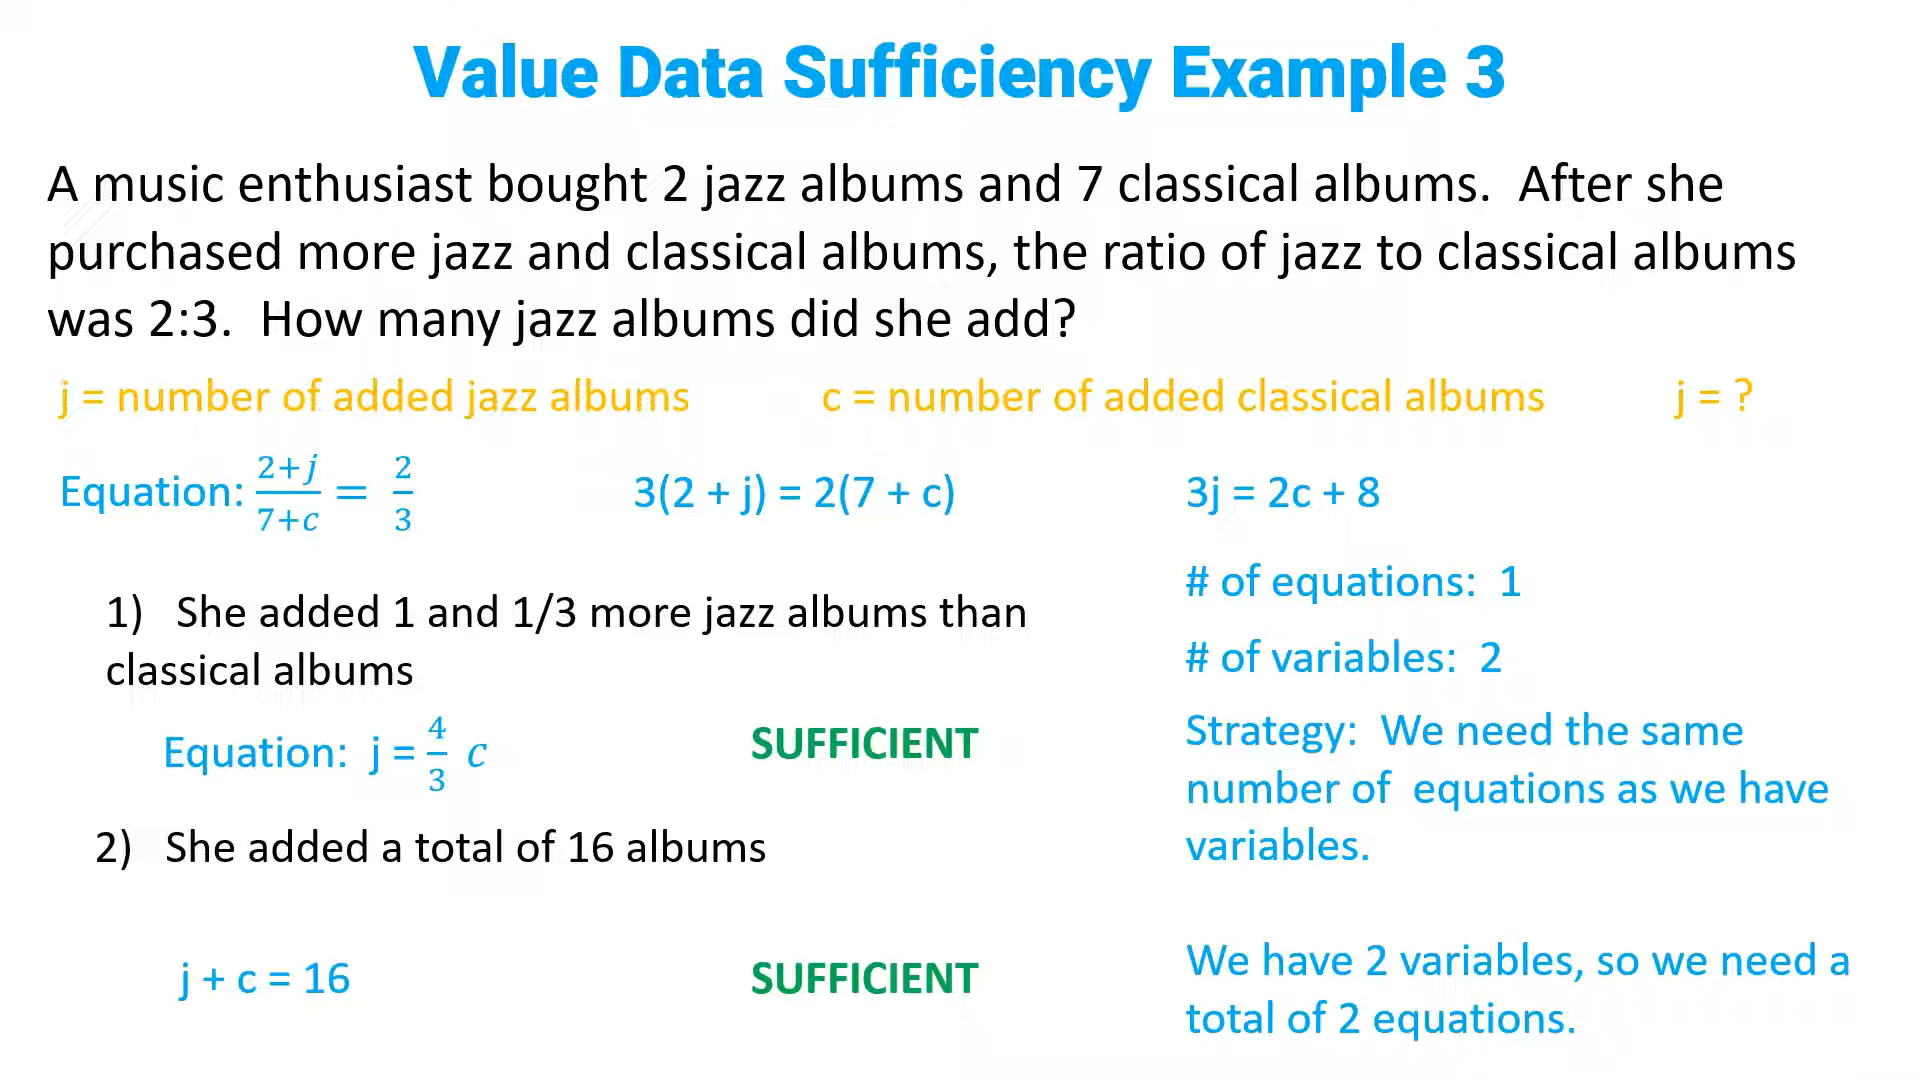 Value Data Sufficiency Example 3
A music enthusiast bought 2 jazz albums and 7 classical albums.  After she
purchased more jazz and classical albums, the ratio of jazz to classical albums
was 2:3.  How many jazz albums did she add?
j = number of added jazz albums
c = number of added classical albums
j = ?
Equation: (2+j)/(7+c) = 2/3
3(2 + j) = 2(7 + c)
3j = 2c + 8
1)   She added 1 and 1/3 more jazz albums than
classical albums
Equation:  j = 4/3 c
SUFFICIENT
2)   She added a total of 16 albums
j + c = 16
SUFFICIENT
# of equations:  1
# of variables:  2
Strategy:  We need the same
number of  equations as we have
variables.
We have 2 variables, so we need a
total of 2 equations.